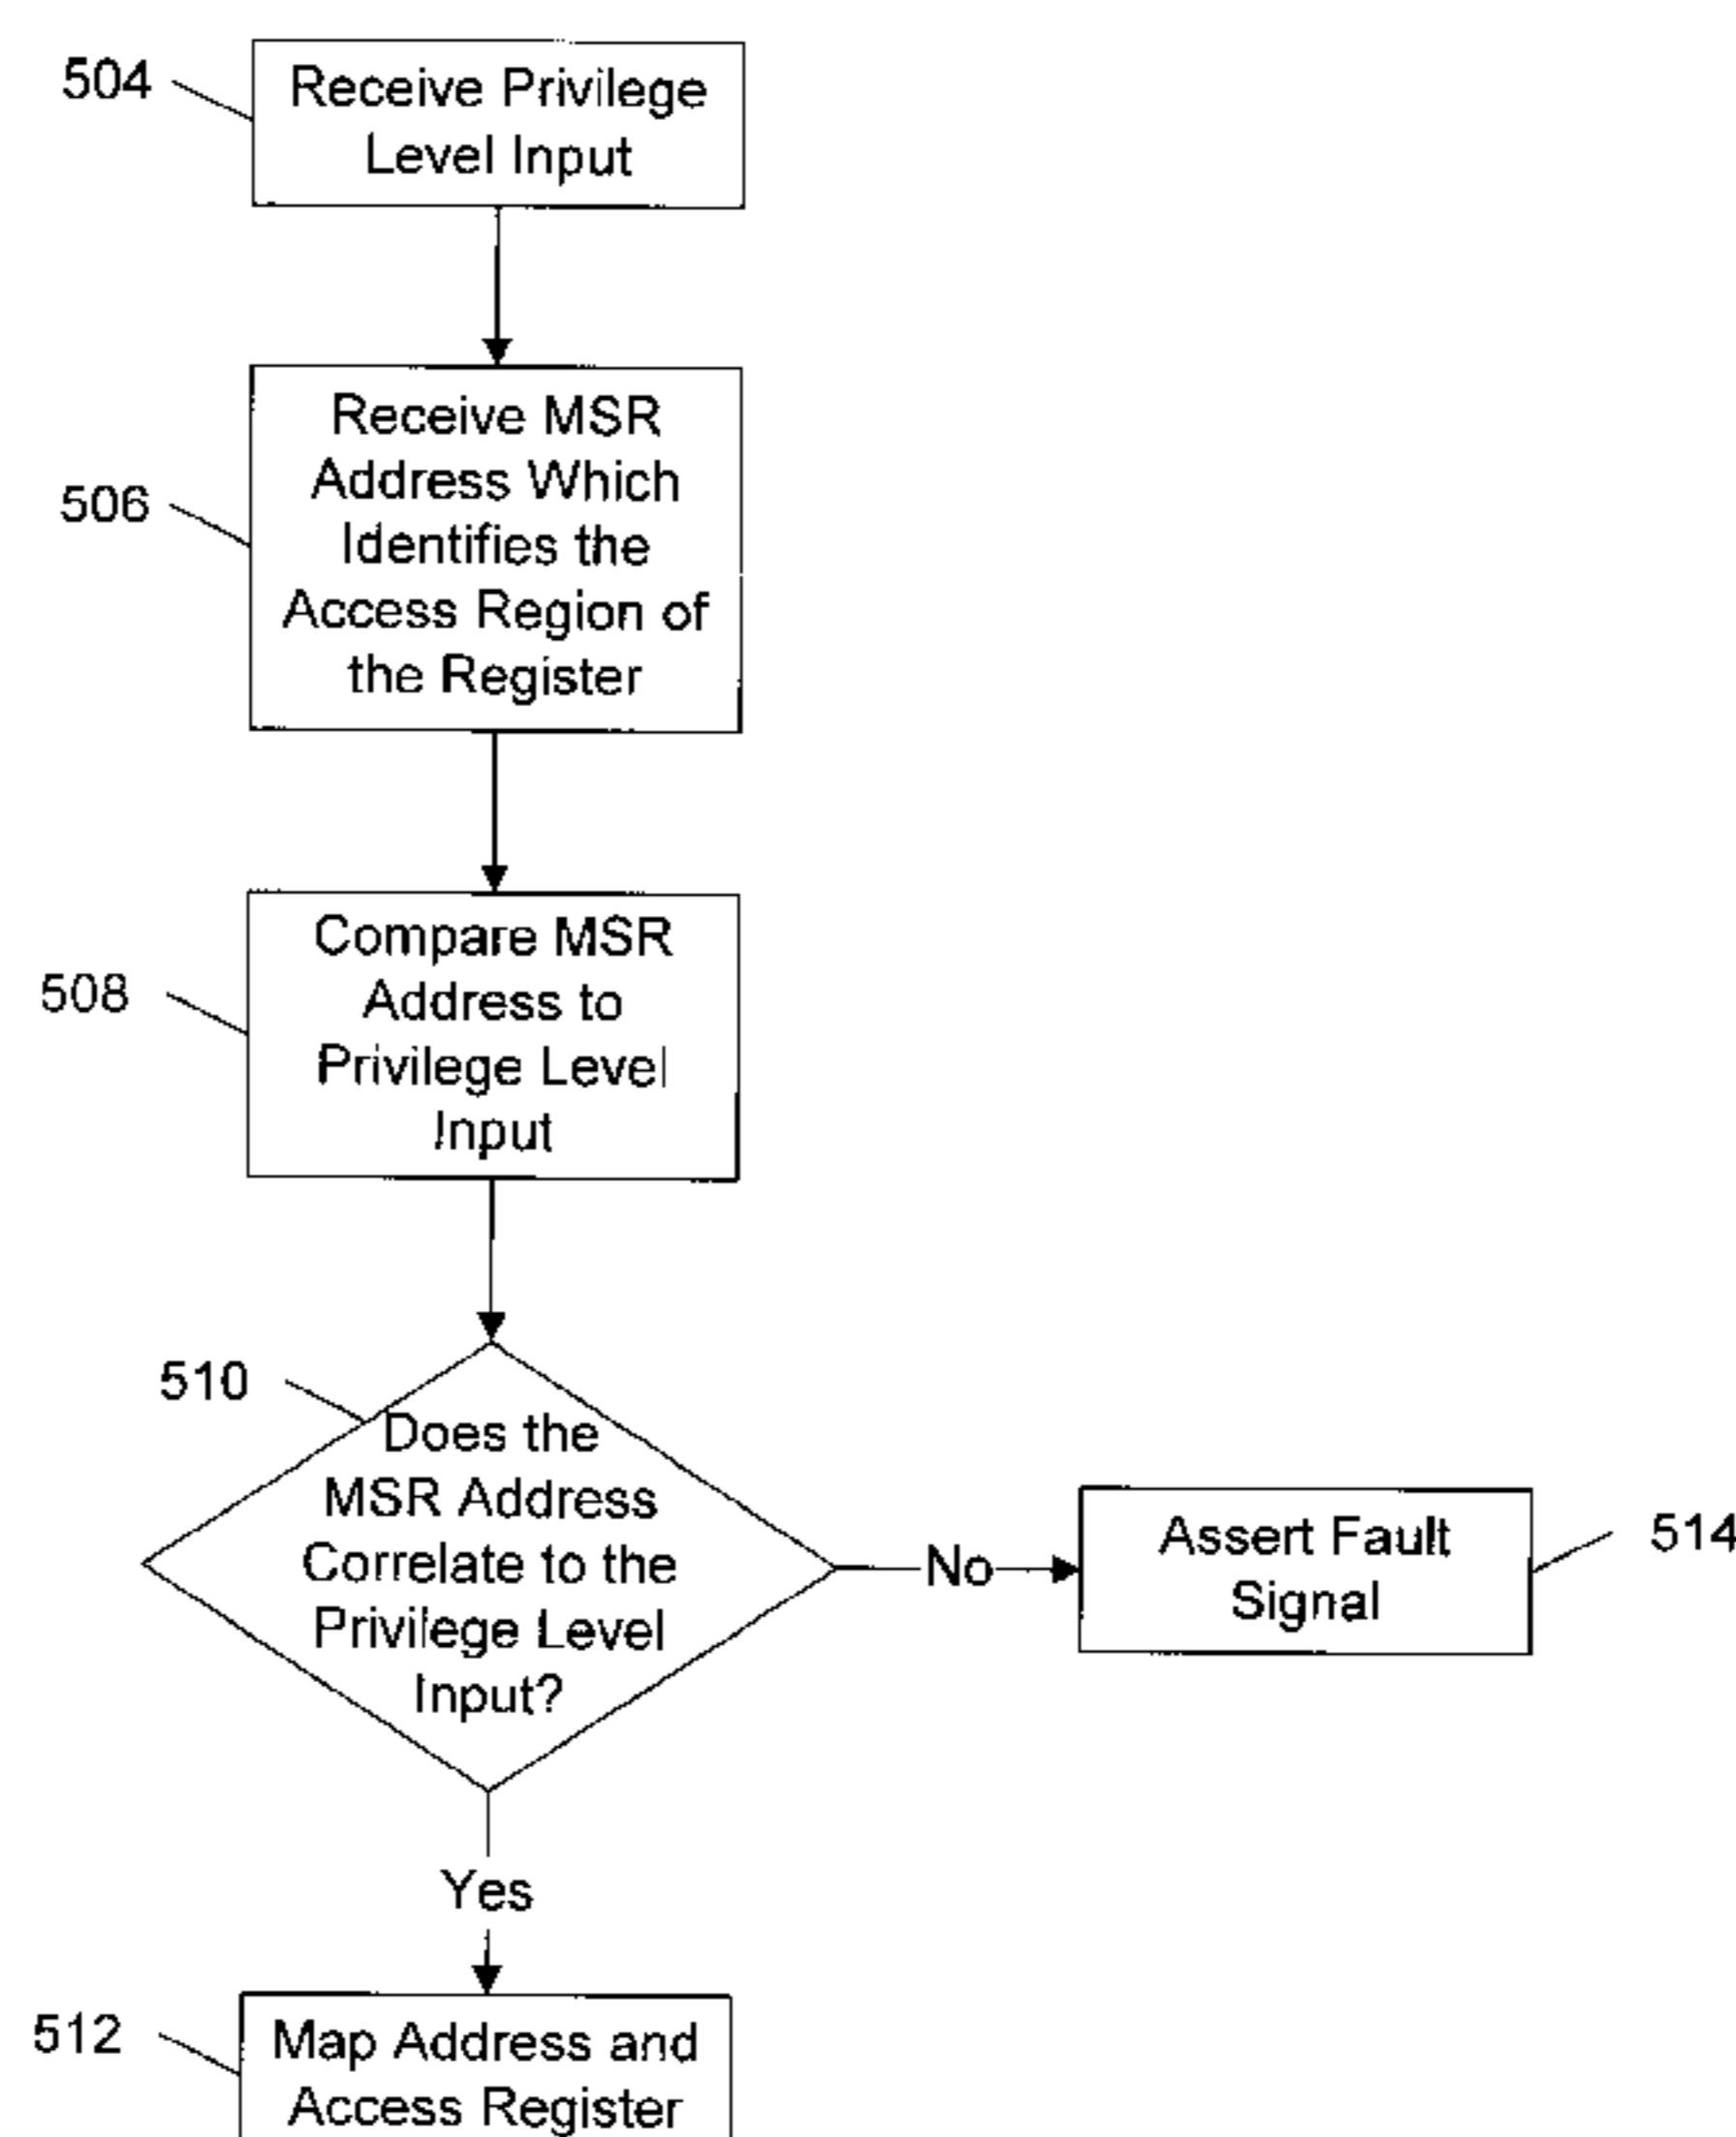 504
Receive Privilege
Level Input
506
Receive MSR
Address Which
Identifies the
Access Region of
the Register
508
Compare MSR
Address to
Privilege Level
Input
510
Does the
MSR Address
Correlate to the
Privilege Level
Input?
No
Assert Fault
Signal
514
Yes
512
Map Address and
Access Register